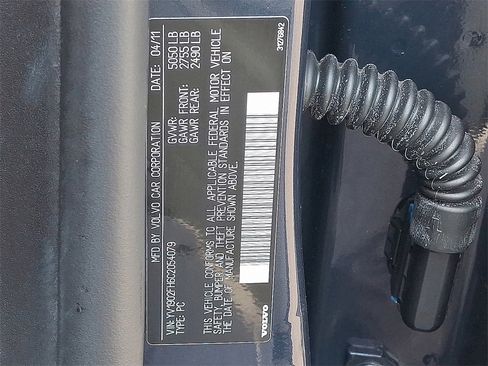 MFD BY VOLVO CAR CORPORATION DATE: 04/11
GVWR: 5050 LB
GAWR FRONT: 2755 LB
GAWR REAR: 2490 LB
VIN: YV1902FH6C2054079
TYPE: PC
THIS VEHICLE CONFORMS TO ALL APPLICABLE FEDERAL MOTOR VEHICLE
SAFETY, BUMPER AND THEFT PREVENTION STANDARDS IN EFFECT ON
THE DATE OF MANUFACTURE SHOWN ABOVE.
VOLVO
31276842